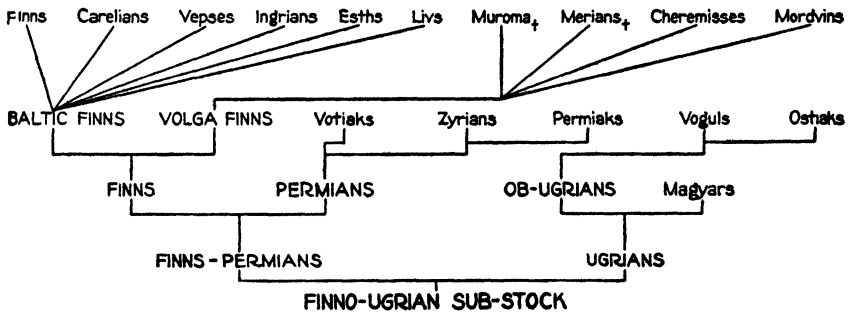 Finns Carelians Vepses Ingrians Esths Livs Muroma† Merians† Cheremisses Mordvins
BALTIC FINNS VOLGA FINNS Votiaks Zyrians Permiaks Voguls Ostiaks
FINNS PERMIANS OB-UGRIANS Magyars
FINNS-PERMIANS UGRIANS
FINNO-UGRIAN SUB-STOCK